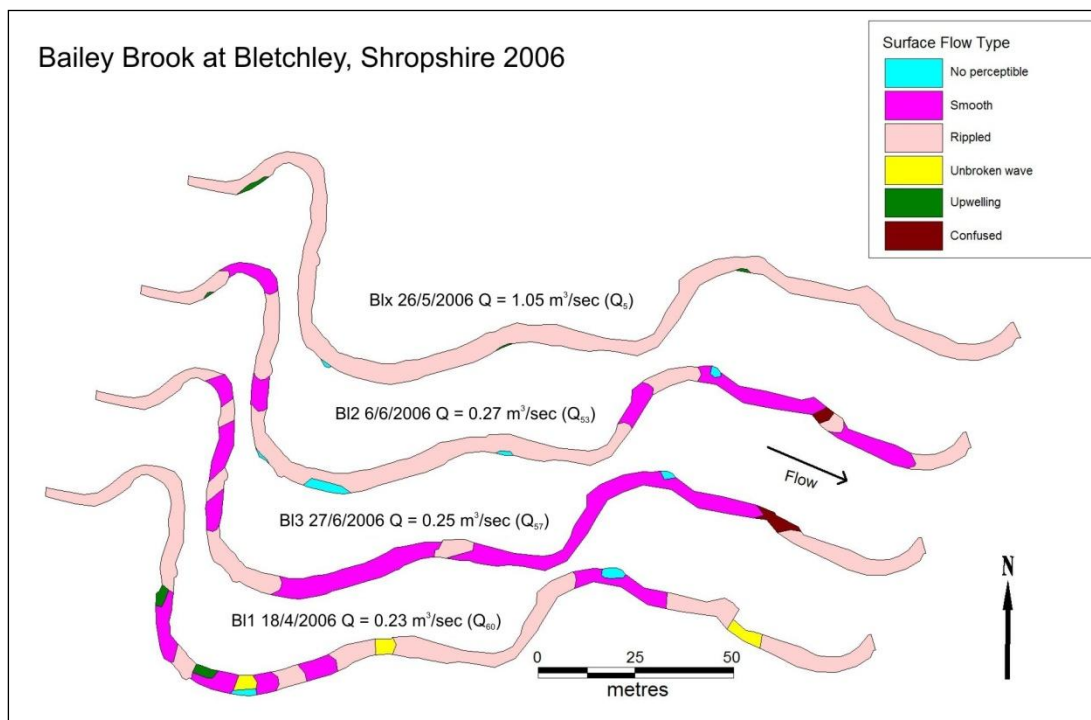 Bailey Brook at Bletchley, Shropshire 2006
Surface Flow Type
No perceptible
Smooth
Rippled
Unbroken wave
Upwelling
Confused
Blx 26/5/2006 Q = 1.05 m³/sec (Q₅)
Bl2 6/6/2006 Q = 0.27 m³/sec (Q₅₃)
Flow
Bl3 27/6/2006 Q = 0.25 m³/sec (Q₅₇)
N
Bl1 18/4/2006 Q = 0.23 m³/sec (Q₆₀)
0 25 50
metres